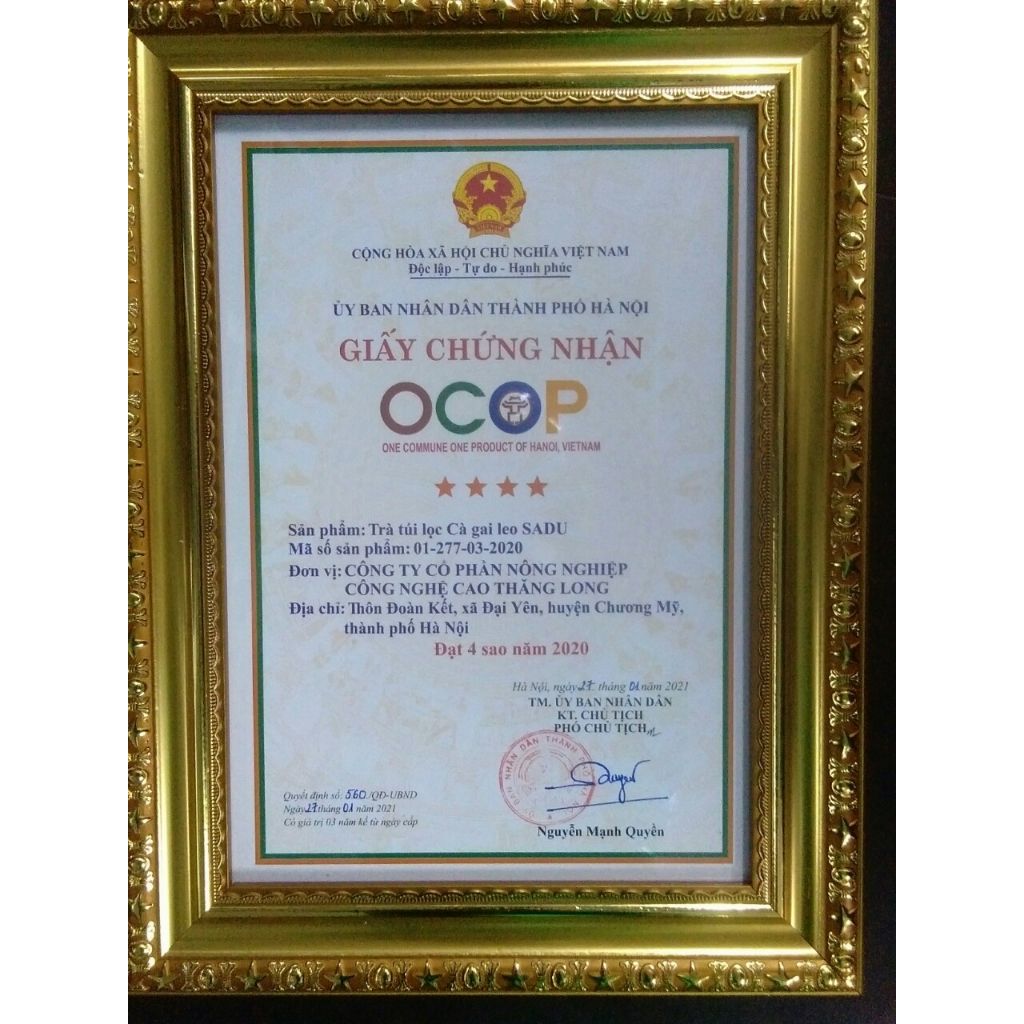 CỘNG HÒA XÃ HỘI CHỦ NGHĨA VIỆT NAM
Độc lập - Tự do - Hạnh phúc
ỦY BAN NHÂN DÂN THÀNH PHỐ HÀ NỘI
GIẤY CHỨNG NHẬN
OCOP
ONE COMMUNE ONE PRODUCT OF HANOI, VIETNAM
Sản phẩm: Trà túi lọc Cà gai leo SADU
Mã số sản phẩm: 01-277-03-2020
Đơn vị: CÔNG TY CỔ PHẦN NÔNG NGHIỆP
CÔNG NGHỆ CAO THĂNG LONG
Địa chỉ: Thôn Đoàn Kết, xã Đại Yên, huyện Chương Mỹ,
thành phố Hà Nội
Đạt 4 sao năm 2020
Hà Nội, ngày 27 tháng 01 năm 2021
TM. ỦY BAN NHÂN DÂN
KT. CHỦ TỊCH
PHÓ CHỦ TỊCH
Quyết định số: 560/QĐ-UBND
Ngày 27 tháng 01 năm 2021
Có giá trị 03 năm kể từ ngày cấp
Nguyễn Mạnh Quyền